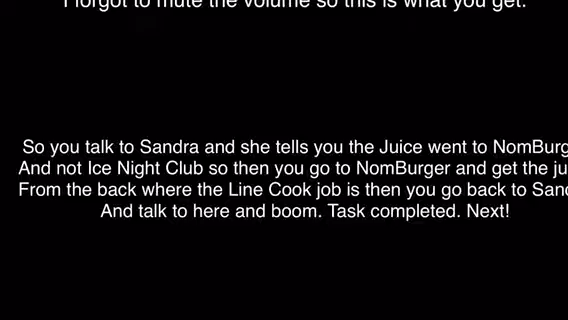 I forgot to mute the volume so this is what you get.
So you talk to Sandra and she tells you the Juice went to NomBurg
And not Ice Night Club so then you go to NomBurger and get the ju
From the back where the Line Cook job is then you go back to Sand
And talk to here and boom. Task completed. Next!